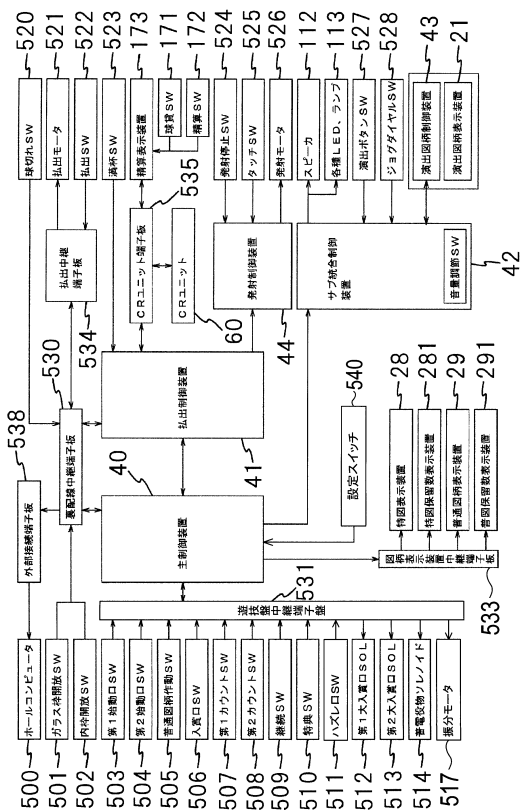 520
球切れSW
521
払出モータ
522
払出SW
523
満杯SW
173
精算表示装置
171
球貸SW
172
精算SW
524
発射停止SW
525
タッチSW
526
発射モータ
112
スピーカ
113
各種LED、ランプ
527
演出ボタンSW
528
ジョグダイヤルSW
43
演出図柄制御装置
21
演出図柄表示装置
払出中継
端子板
534
CRユニット端子板
535
CRユニット
60
発射制御装置
44
サブ統合制御
装置
音量調節SW
42
530
裏配線中継端子板
538
外部接続端子板
払出制御装置
41
40
主制御装置
設定スイッチ
540
28
特図表示装置
281
特図保留数表示装置
29
普通図柄表示装置
291
普図保留数表示装置
図柄表示装置中継端子板
533
531
遊技盤中継端子盤
ホールコンピュータ
500
ガラス枠開放SW
501
内枠開放SW
502
第1始動口SW
503
第2始動口SW
504
普通図柄作動SW
505
入賞口SW
506
第1カウントSW
507
第2カウントSW
508
継続SW
509
特典SW
510
ハズレ口SW
511
第1大入賞口SOL
512
第2大入賞口SOL
513
普電役物ソレノイド
514
振分モータ
517